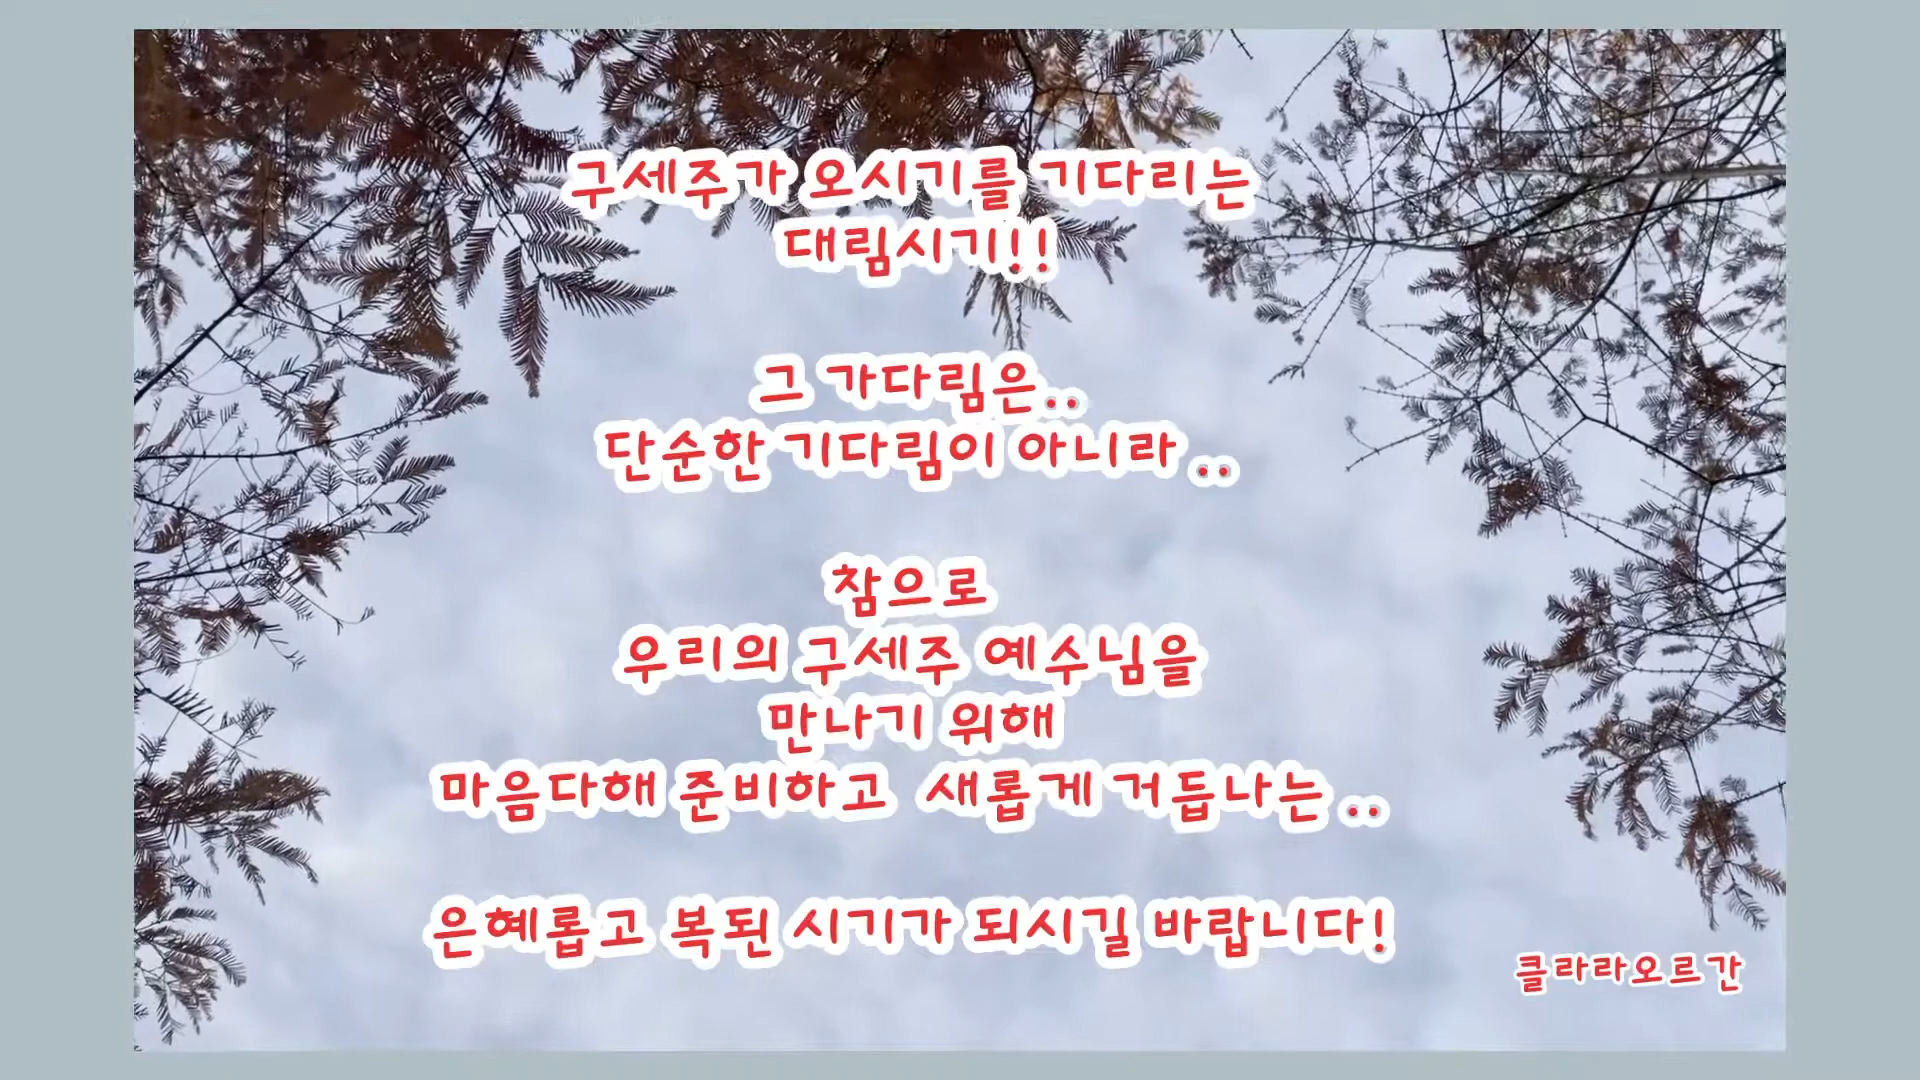 구세주가 오시기를 기다리는
대림시기!!
그 가다림은..
단순한 기다림이 아니라..
참으로
우리의 구세주 예수님을
만나기 위해
마음다해 준비하고 새롭게 거듭나는..
은혜롭고 복된 시기가 되시길 바랍니다!
클라라오르간